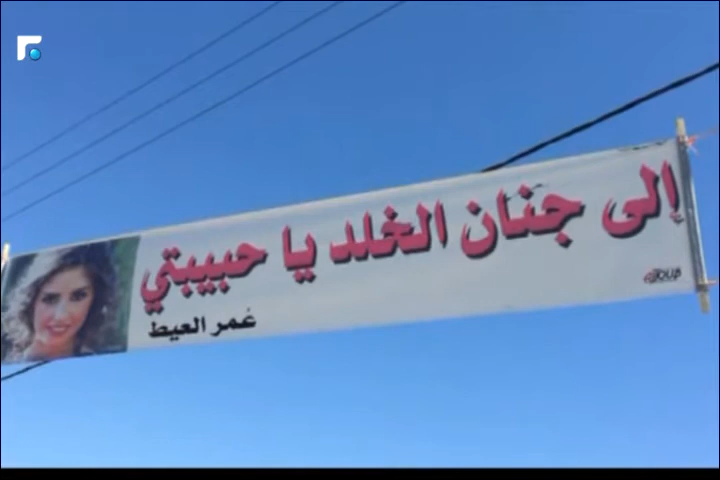 إلى جنان الخلد يا حبيبتي
عُمر العيط